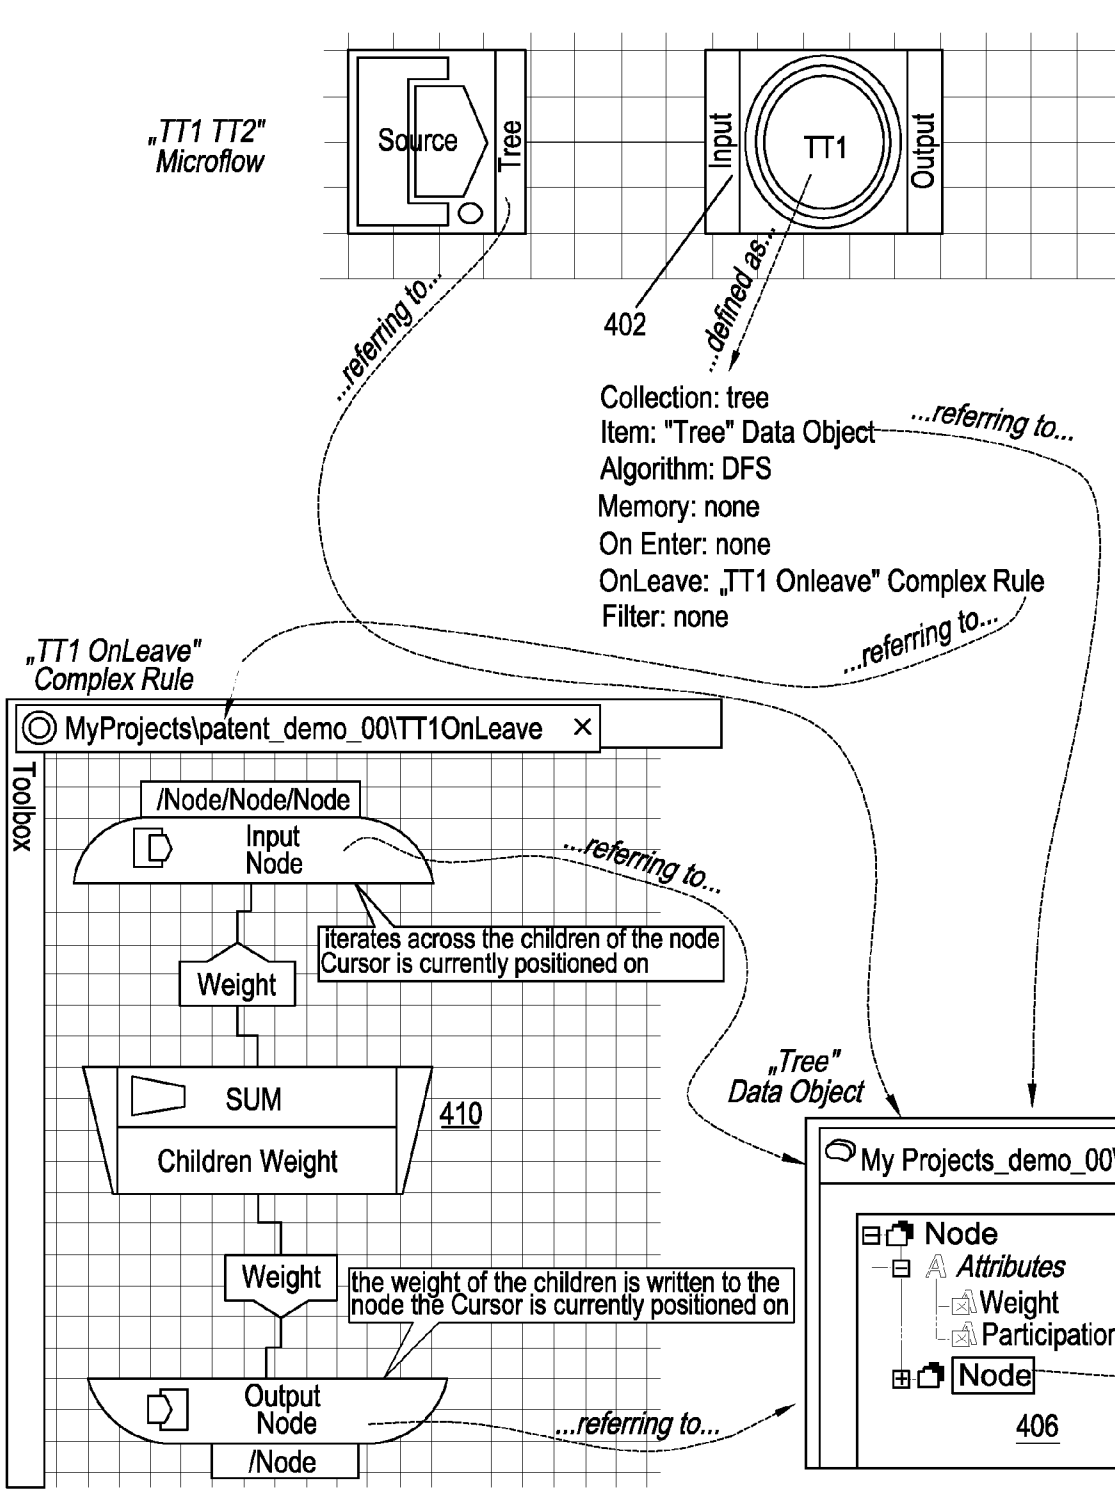 „TT1 TT2"
Microflow
Source
Tree
Input
TT1
Output
402
...referring to...
...defined as...
Collection: tree
Item: "Tree" Data Object
...referring to...
Algorithm: DFS
Memory: none
On Enter: none
OnLeave: „TT1 Onleave" Complex Rule
Filter: none
...referring to...
„TT1 OnLeave"
Complex Rule
MyProjects\patent_demo_00\TT1OnLeave ×
Toolbox
/Node/Node/Node
Input
Node
...referring to...
iterates across the children of the node
Cursor is currently positioned on
Weight
SUM
410
Children Weight
„Tree"
Data Object
My Projects_demo_00\
Node
A Attributes
Weight
Participation
Node
406
Weight
the weight of the children is written to the
node the Cursor is currently positioned on
Output
Node
...referring to...
/Node